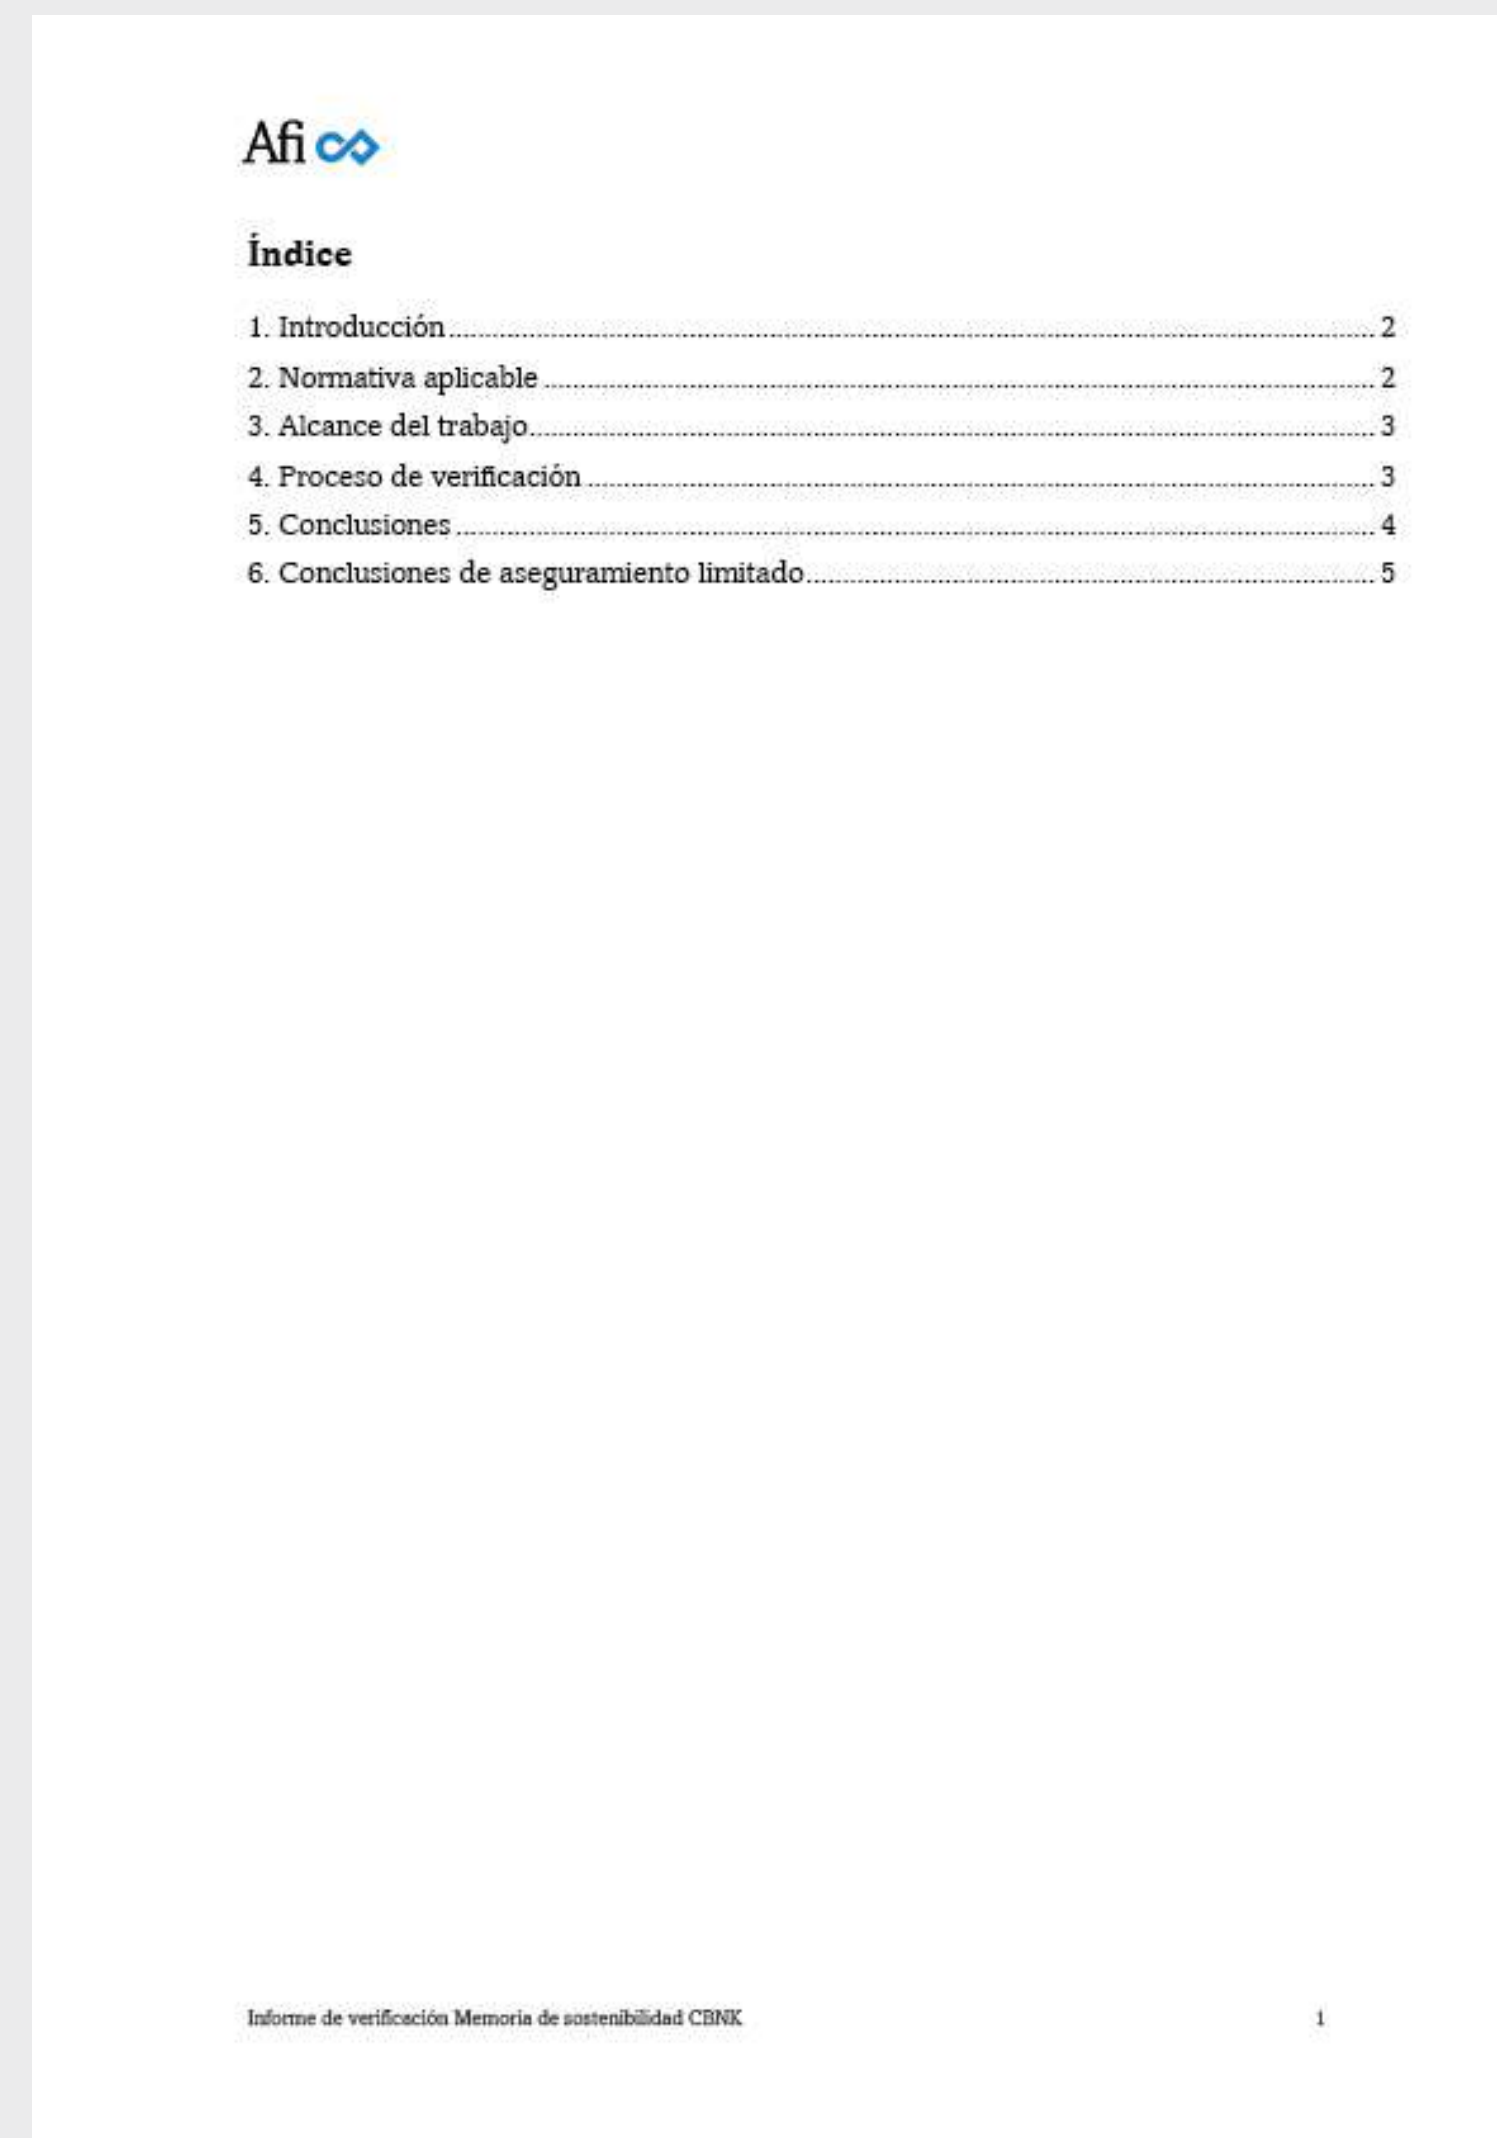 Afi
Índice
1. Introducción 2
2. Normativa aplicable 2
3. Alcance del trabajo 3
4. Proceso de verificación 3
5. Conclusiones 4
6. Conclusiones de aseguramiento limitado 5
Informe de verificación Memoria de sostenibilidad CBNK 1